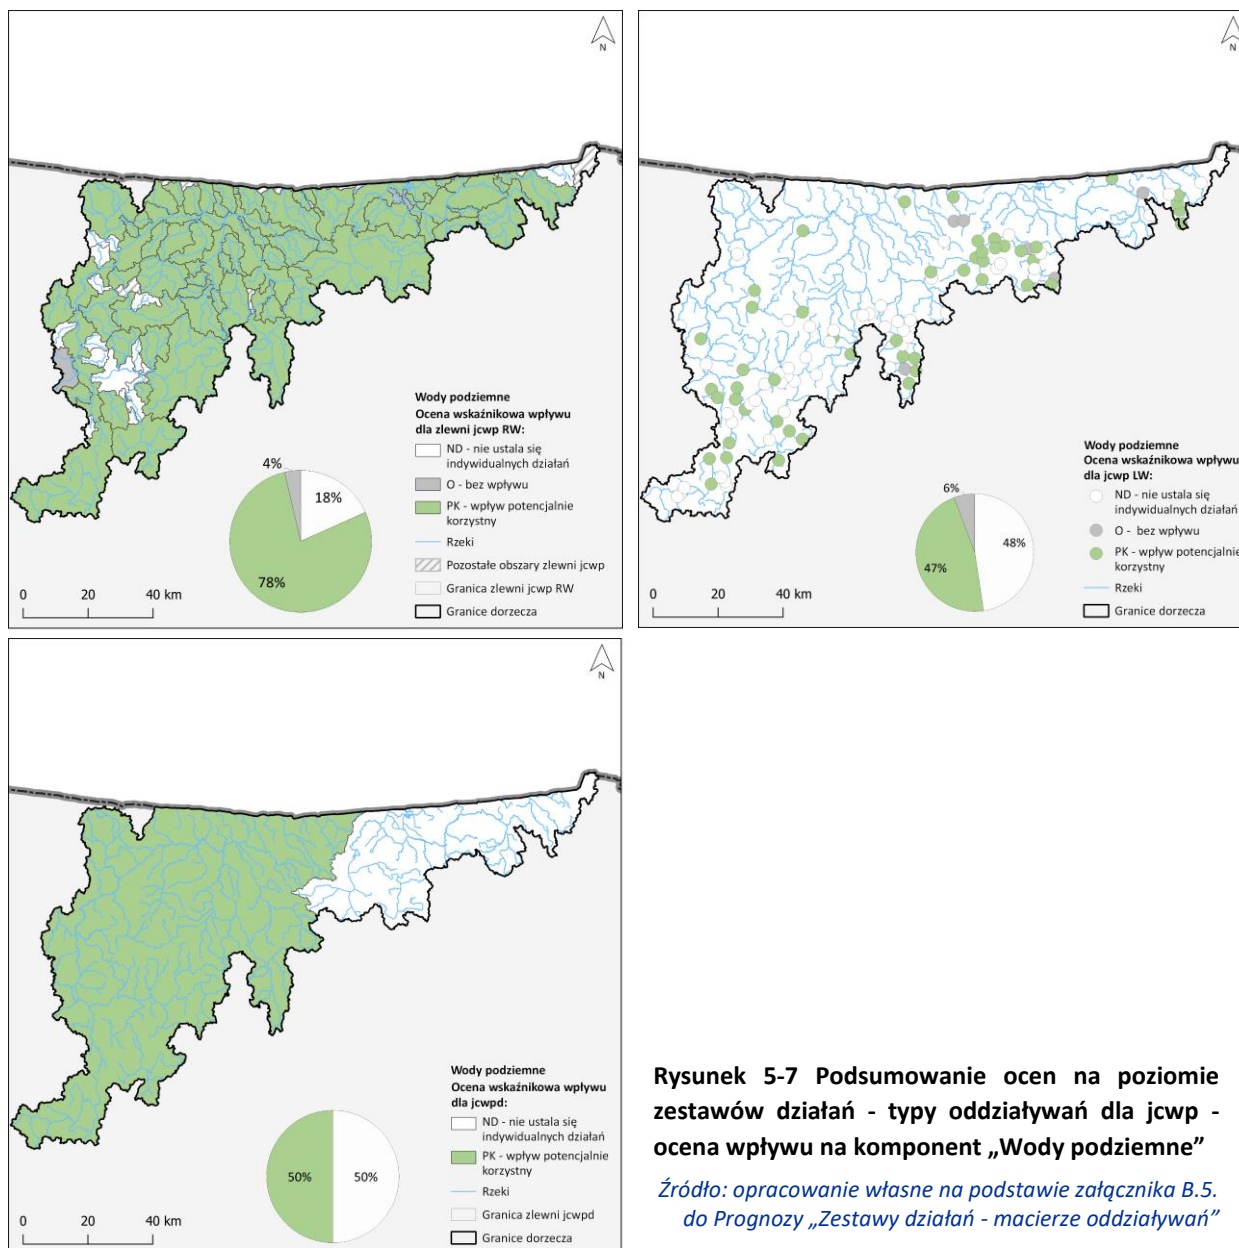 N
Wody podziemne
Ocena wskaźnikowa wpływu
dla zlewni jcwp RW:
ND - nie ustala się
indywidualnych działań
O - bez wpływu
PK - wpływ potencjalnie
korzystny
Rzeki
Pozostałe obszary zlewni jcwp
Granica zlewni jcwp RW
Granice dorzecza
4%
18%
78%
0 20 40 km
N
Wody podziemne
Ocena wskaźnikowa wpływu
dla jcwp LW:
ND - nie ustala się
indywidualnych działań
O - bez wpływu
PK - wpływ potencjalnie
korzystny
Rzeki
Granice dorzecza
6%
48%
47%
0 20 40 km
N
Wody podziemne
Ocena wskaźnikowa wpływu
dla jcwpd:
ND - nie ustala się
indywidualnych działań
PK - wpływ potencjalnie
korzystny
Rzeki
Granica zlewni jcwpd
Granice dorzecza
50% 50%
0 20 40 km
Rysunek 5-7 Podsumowanie ocen na poziomie
zestawów działań - typy oddziaływań dla jcwp -
ocena wpływu na komponent „Wody podziemne”
Źródło: opracowanie własne na podstawie załącznika B.5.
do Prognozy „Zestawy działań - macierze oddziaływań”